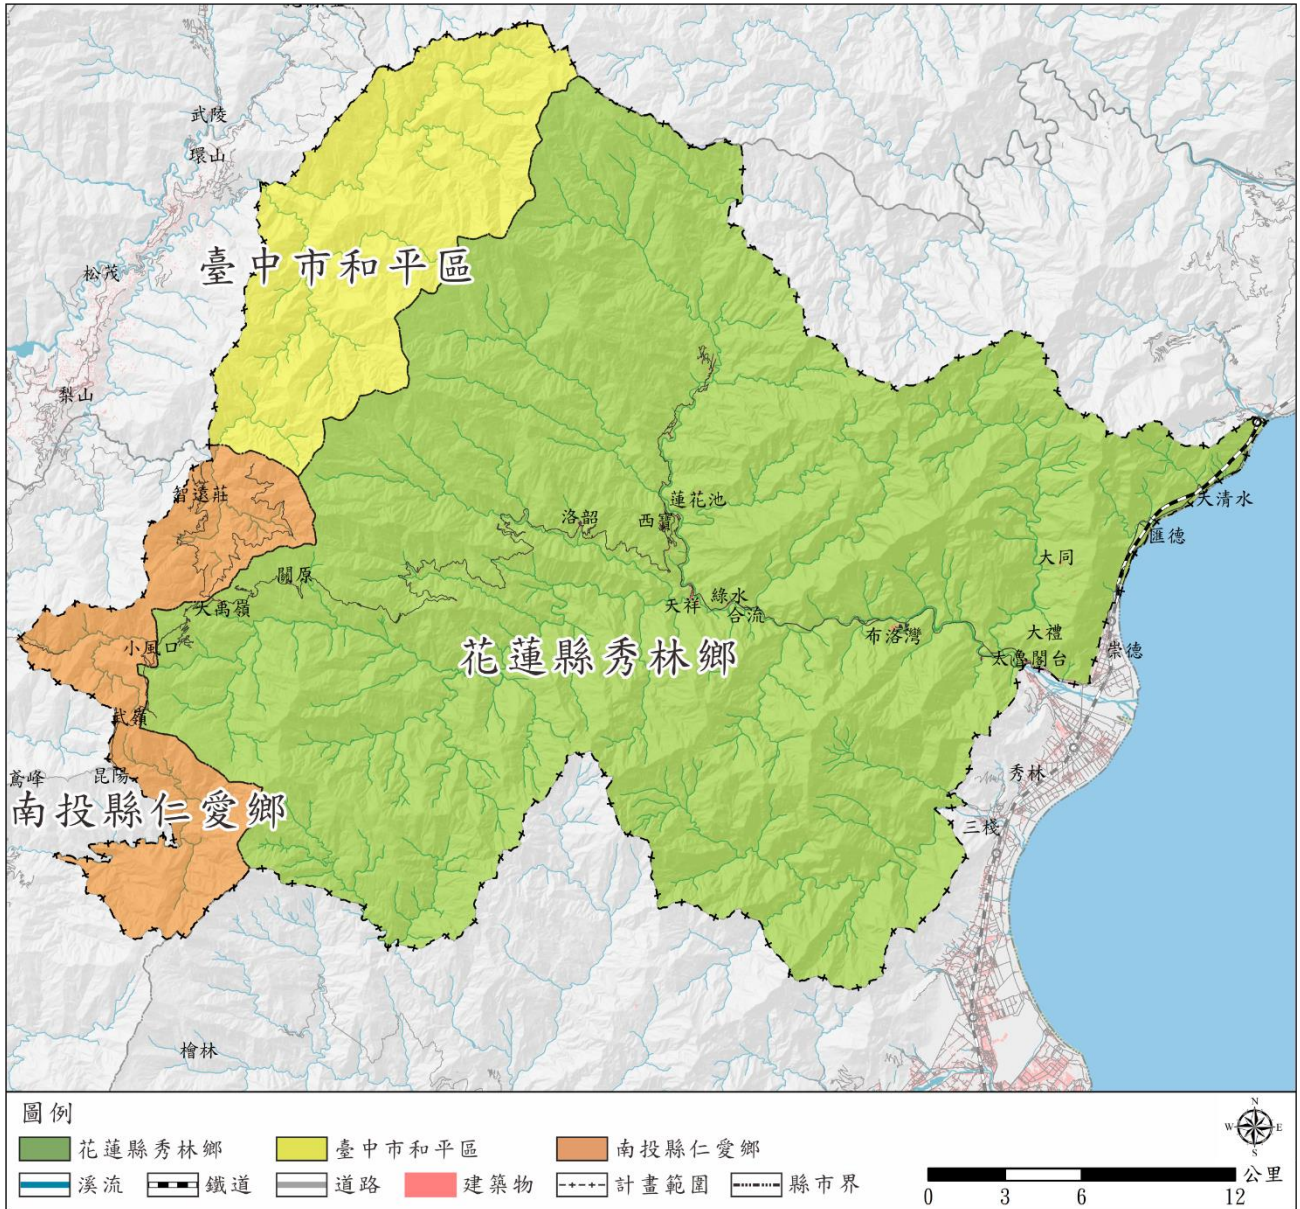 武陵
環山
臺中市和平區
松茂
梨山
智遠莊
蓮花池
天清水
洛韶
西寶
匯德
大同
關原
天祥
綠水
大禹嶺
合流
布洛灣
大禮
小風口
花蓮縣秀林鄉
太魯閣台
崇德
武嶺
鳶峰
昆陽
秀林
南投縣仁愛鄉
三棧
檜林
圖例
花蓮縣秀林鄉 臺中市和平區 南投縣仁愛鄉
溪流 鐵道 道路 建築物 計畫範圍 縣市界
N
W E
S
公里
0 3 6 12